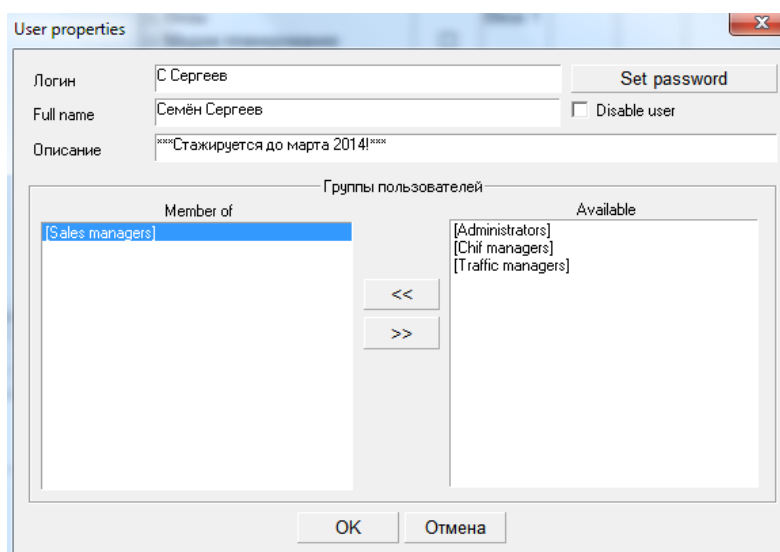 User properties
Логин
С Сергеев
Set password
Full name
Семён Сергеев
Disable user
Описание
***Стажируется до марта 2014!***
Группы пользователей
Member of
Available
[Sales managers]
[Administrators]
[Chif managers]
[Traffic managers]
<<
>>
OK
Отмена